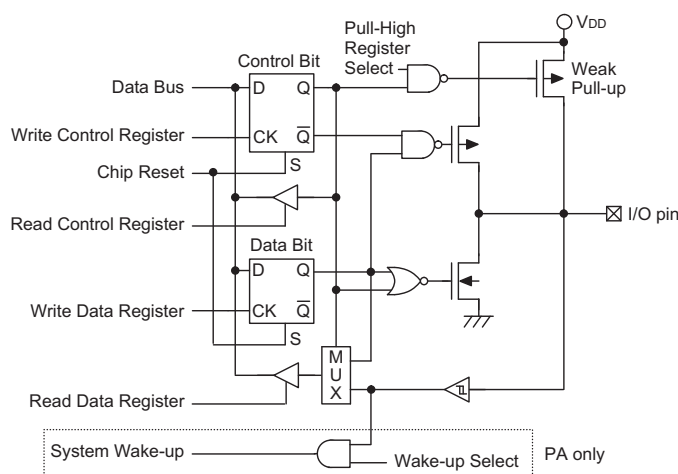 VDD
Pull-High
Register
Select
Control Bit
Weak
Pull-up
Data Bus
D
Q
Write Control Register
CK
Q
Chip Reset
S
I/O pin
Read Control Register
Data Bit
D
Q
Write Data Register
CK
Q
S
M
U
X
Read Data Register
System Wake-up
Wake-up Select
PA only